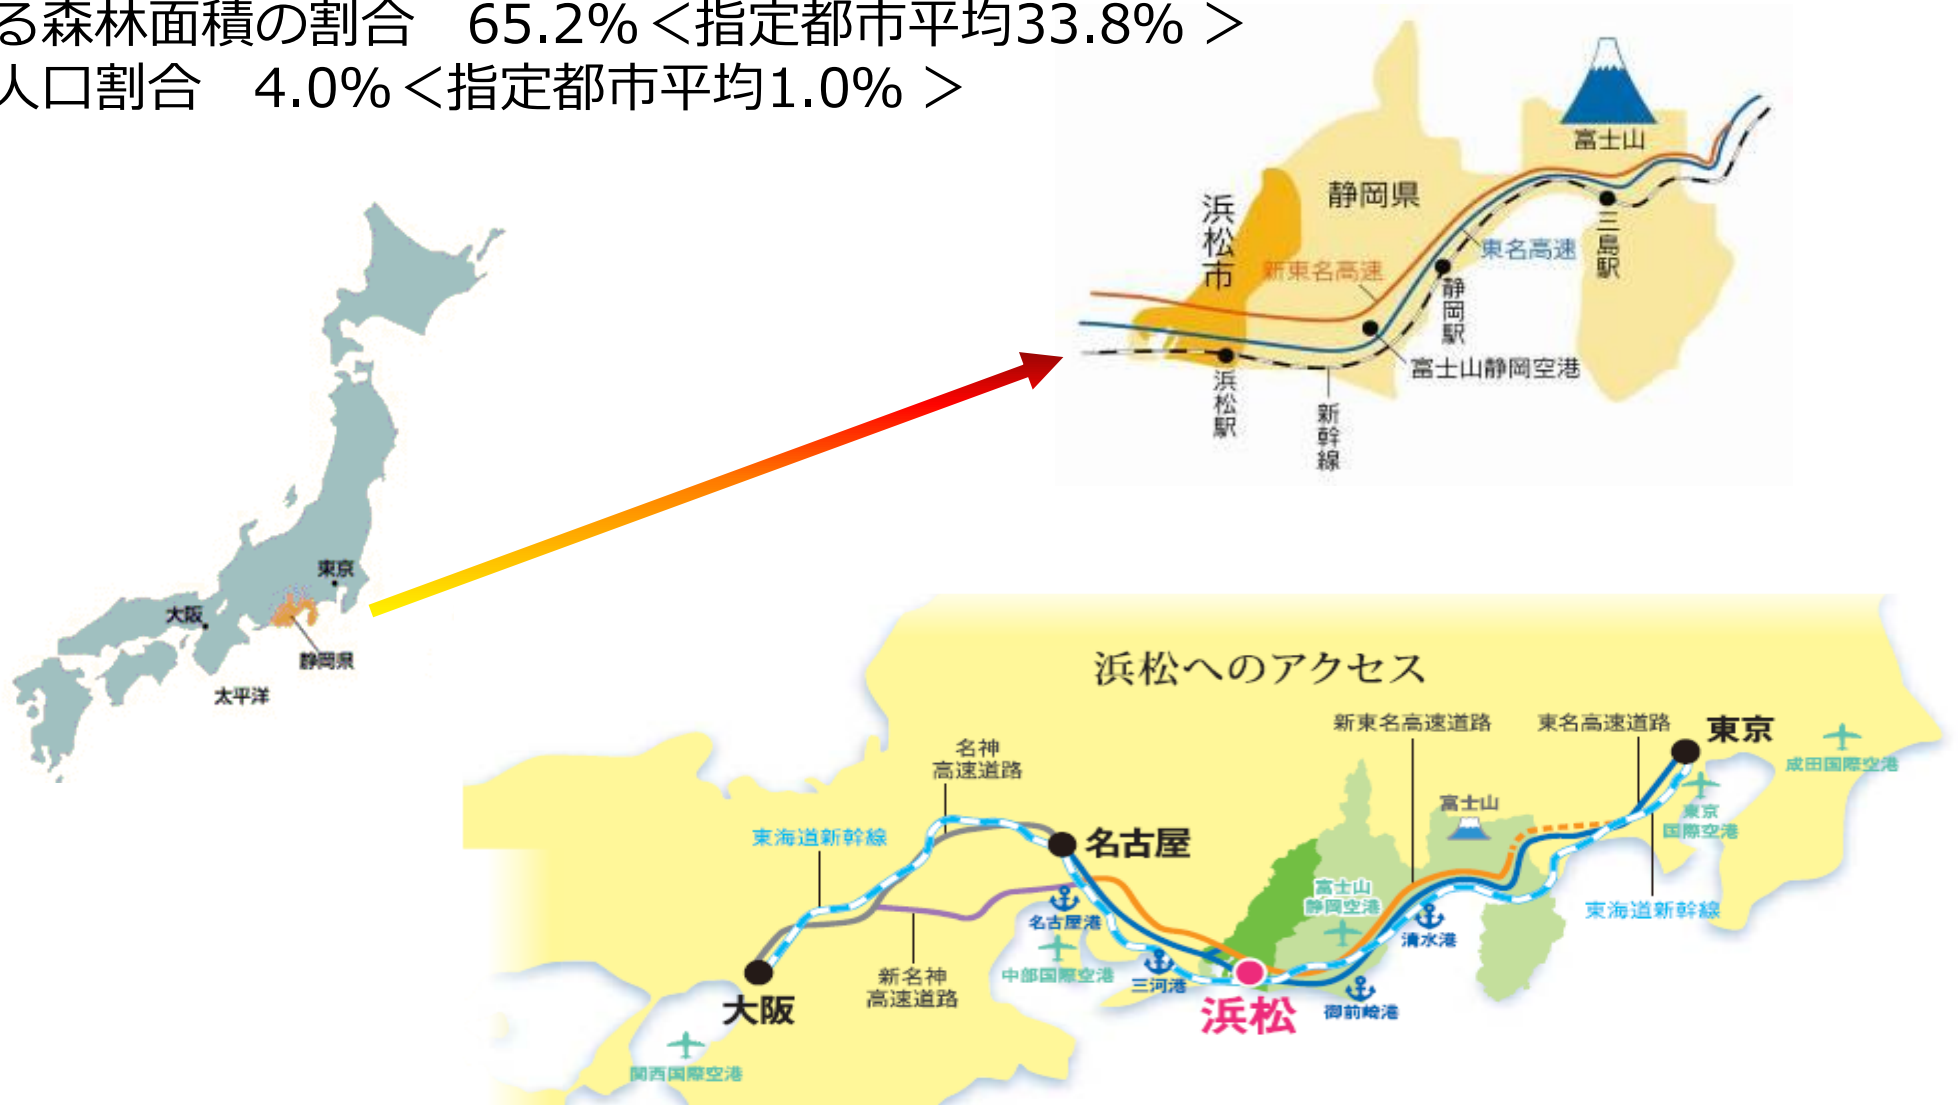 る森林面積の割合　65.2%＜指定都市平均33.8% ＞
人口割合　4.0%＜指定都市平均1.0% ＞
富士山
静岡県
浜松市
新東名高速
東名高速
三島駅
静岡駅
富士山静岡空港
浜松駅
新幹線
東京
大阪
静岡県
太平洋
浜松へのアクセス
新東名高速道路
東名高速道路
東京
成田国際空港
名神
高速道路
富士山
東京
国際空港
東海道新幹線
名古屋
富士山
静岡空港
東海道新幹線
名古屋港
清水港
中部国際空港
三河港
新名神
高速道路
大阪
浜松
御前崎港
関西国際空港